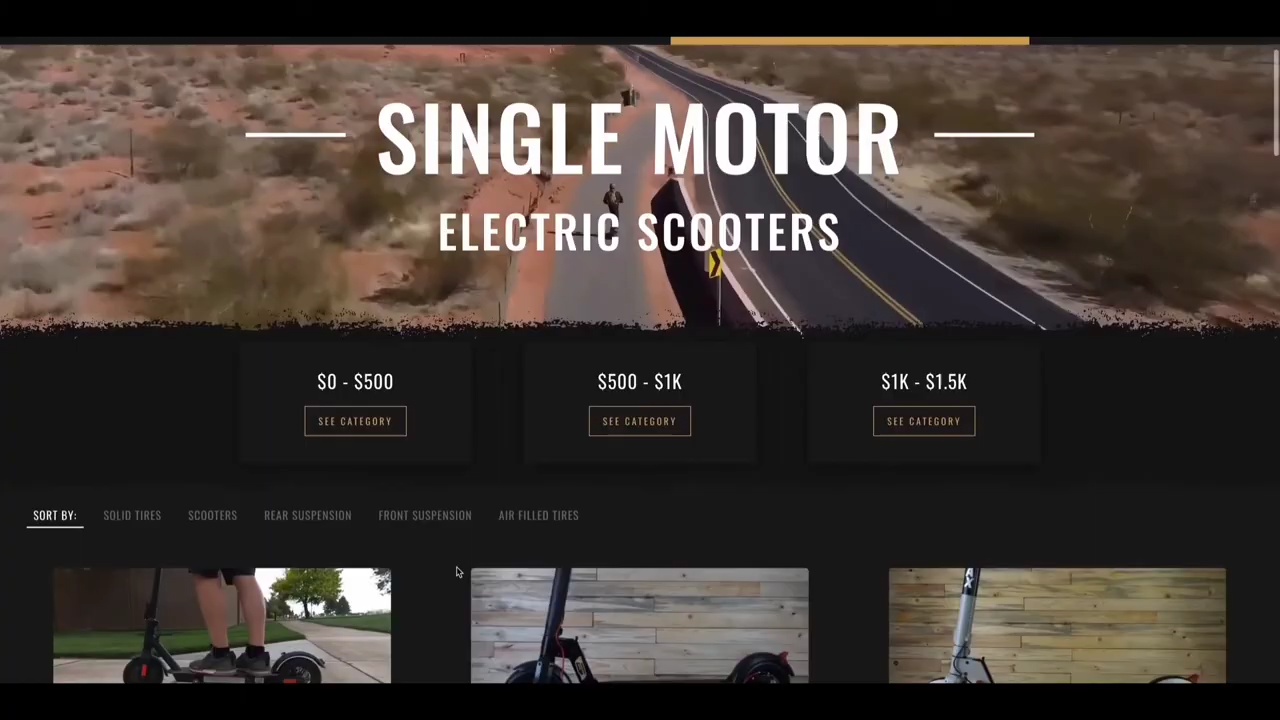 SINGLE MOTOR
ELECTRIC SCOOTERS
$0 - $500
SEE CATEGORY
$500 - $1K
SEE CATEGORY
$1K - $1.5K
SEE CATEGORY
SORT BY: SOLID TIRES SCOOTERS REAR SUSPENSION FRONT SUSPENSION AIR FILLED TIRES